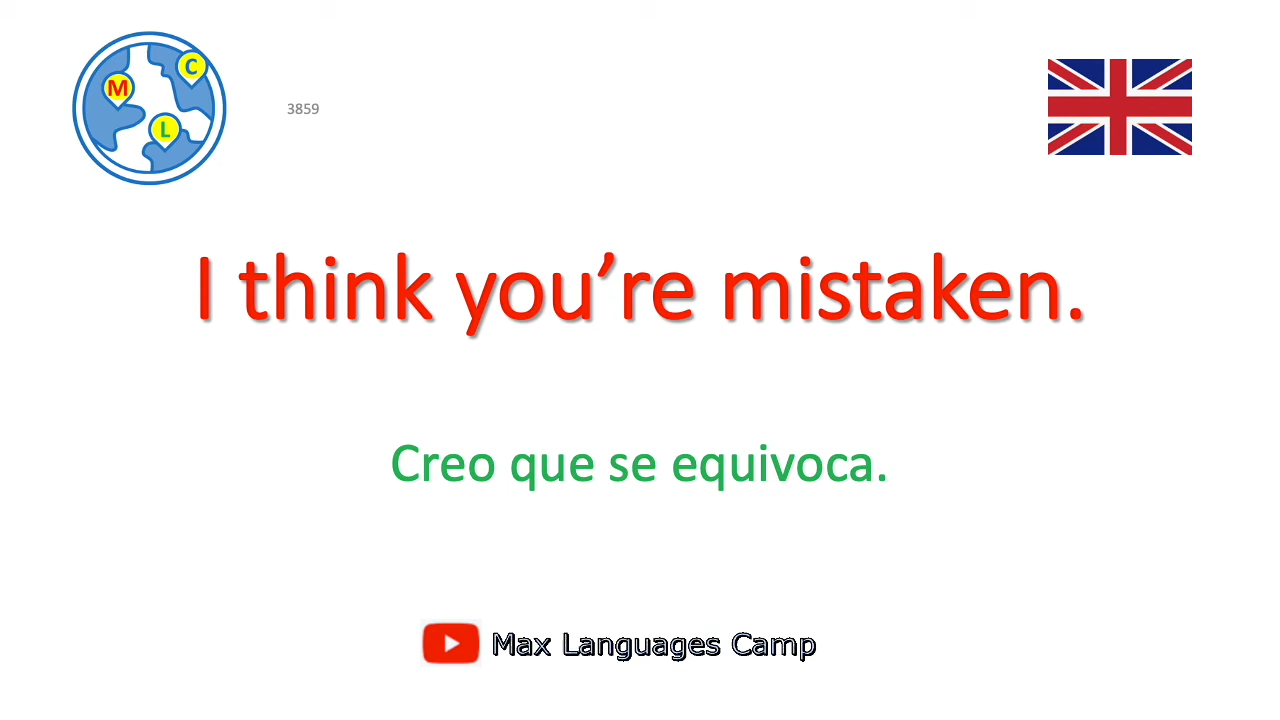 M
C
L
3859
I think you’re mistaken.
Creo que se equivoca.
Max Languages Camp